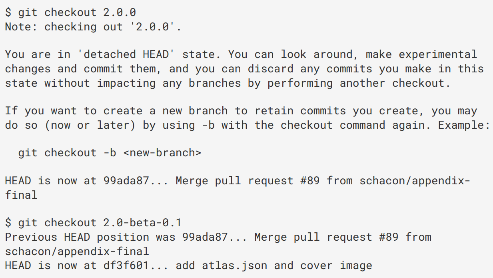 $ git checkout 2.0.0
Note: checking out '2.0.0'.
You are in 'detached HEAD' state. You can look around, make experimental
changes and commit them, and you can discard any commits you make in this
state without impacting any branches by performing another checkout.
If you want to create a new branch to retain commits you create, you may
do so (now or later) by using -b with the checkout command again. Example:
git checkout -b <new-branch>
HEAD is now at 99ada87... Merge pull request #89 from schacon/appendix-
final
$ git checkout 2.0-beta-0.1
Previous HEAD position was 99ada87... Merge pull request #89 from
schacon/appendix-final
HEAD is now at df3f601... add atlas.json and cover image